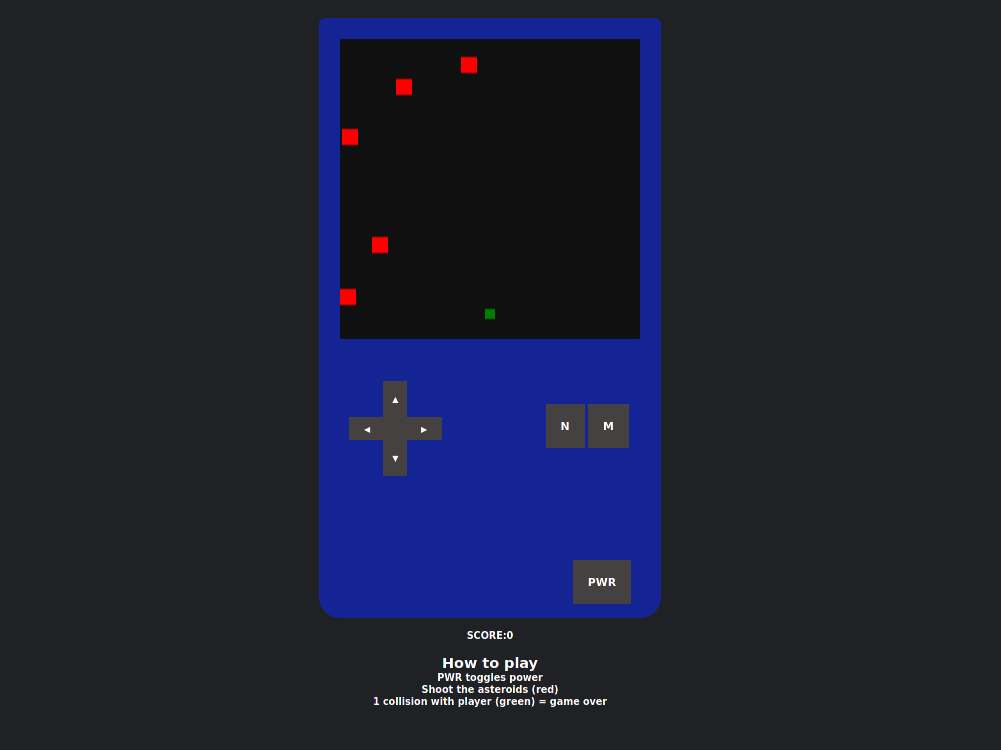 ▲
◄ ►
▼
N M
PWR
SCORE:0
How to play
PWR toggles power
Shoot the asteroids (red)
1 collision with player (green) = game over